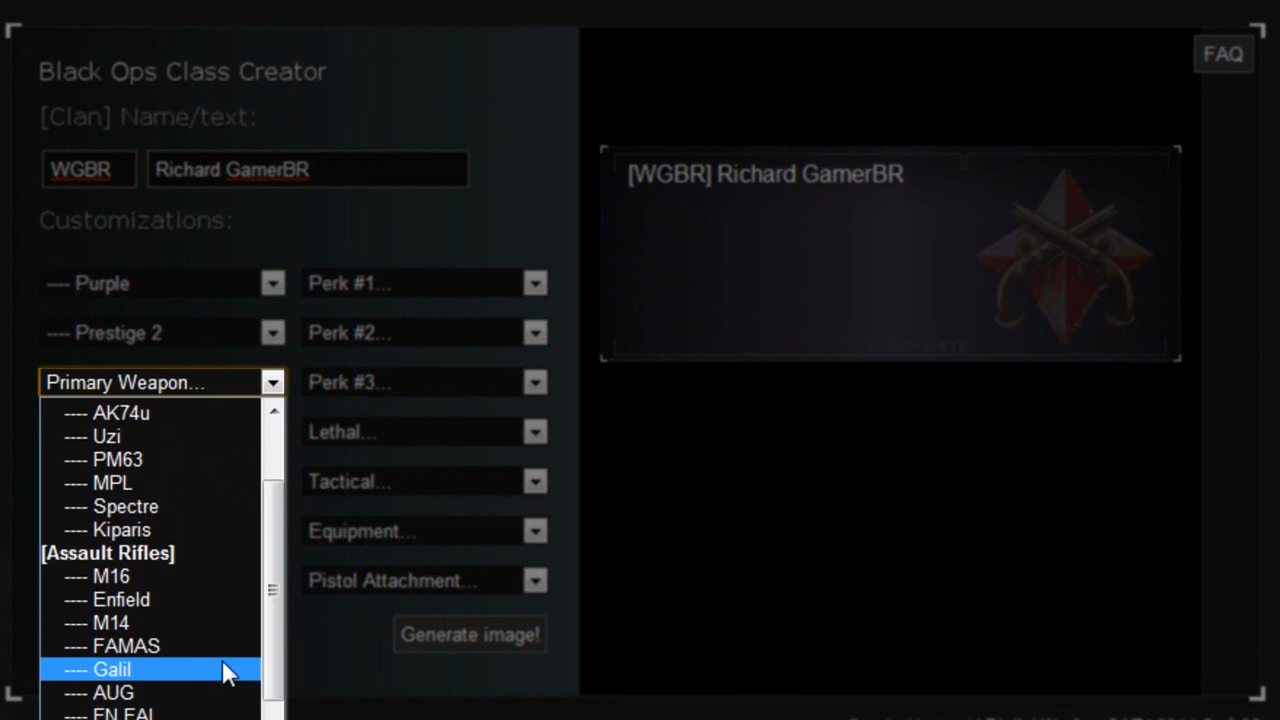 FAQ
Black Ops Class Creator
[Clan] Name/text:
WGBR Richard GamerBR
[WGBR] Richard GamerBR
Customizations:
---- Purple
Perk #1...
---- Prestige 2
Perk #2...
Primary Weapon...
Perk #3...
---- AK74u
---- Uzi
---- PM63
---- MPL
---- Spectre
---- Kiparis
[Assault Rifles]
---- M16
---- Enfield
---- M14
---- FAMAS
---- Galil
---- AUG
---- FN FAL
Lethal...
Tactical...
Equipment...
Pistol Attachment...
Generate image!